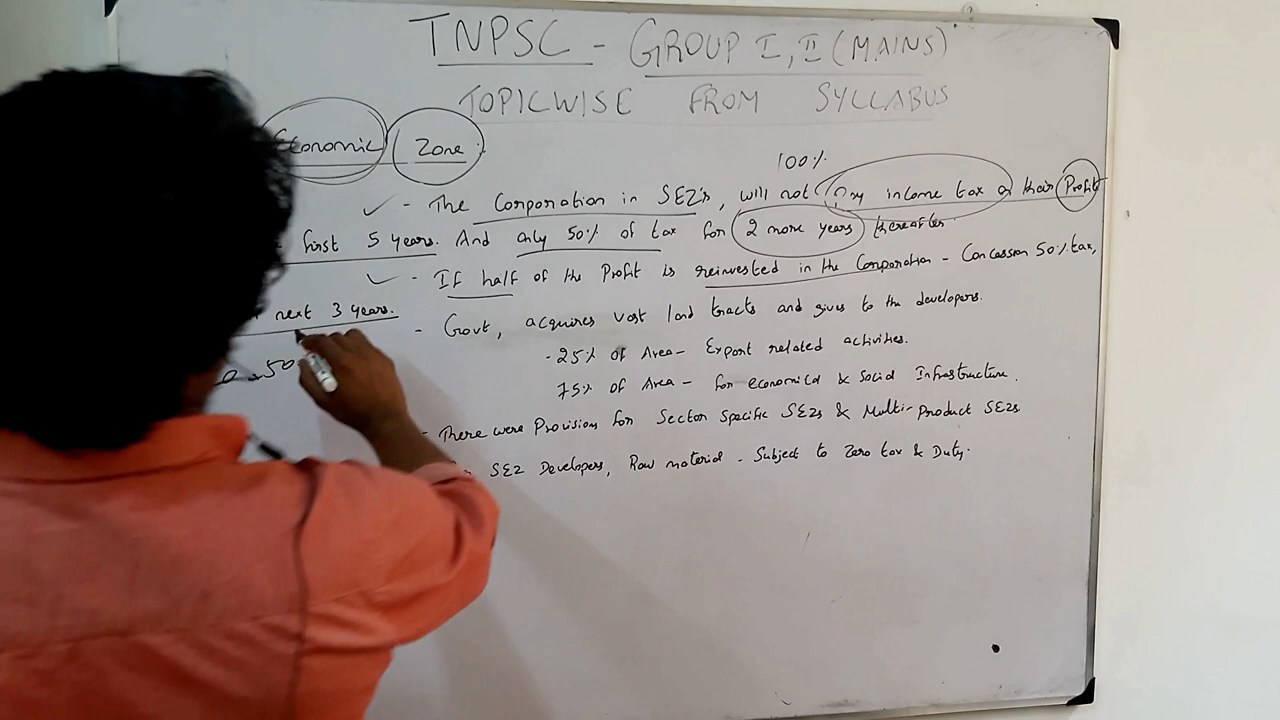 TNPSC - GROUP I, II (MAINS)
TOPICWISE FROM SYLLABUS
Economic Zone:
100%
- The Corporation in SEZ's, will not pay income tax on their Profit
first 5 years. And only 50% of tax for 2 more years thereafter.
- If half of the Profit is reinvested in the Corporation - Concession 50% tax,
next 3 years.
- Govt, acquires vast land tracts and gives to the developers.
- 25% of Area - Export related activities.
75% of Area - for economical & Social Infrastructure.
- There were Provisions for Sector Specific SEZs & Multi-Product SEZs
SEZ Developers, Raw material - Subject to Zero tax & Duty.
50